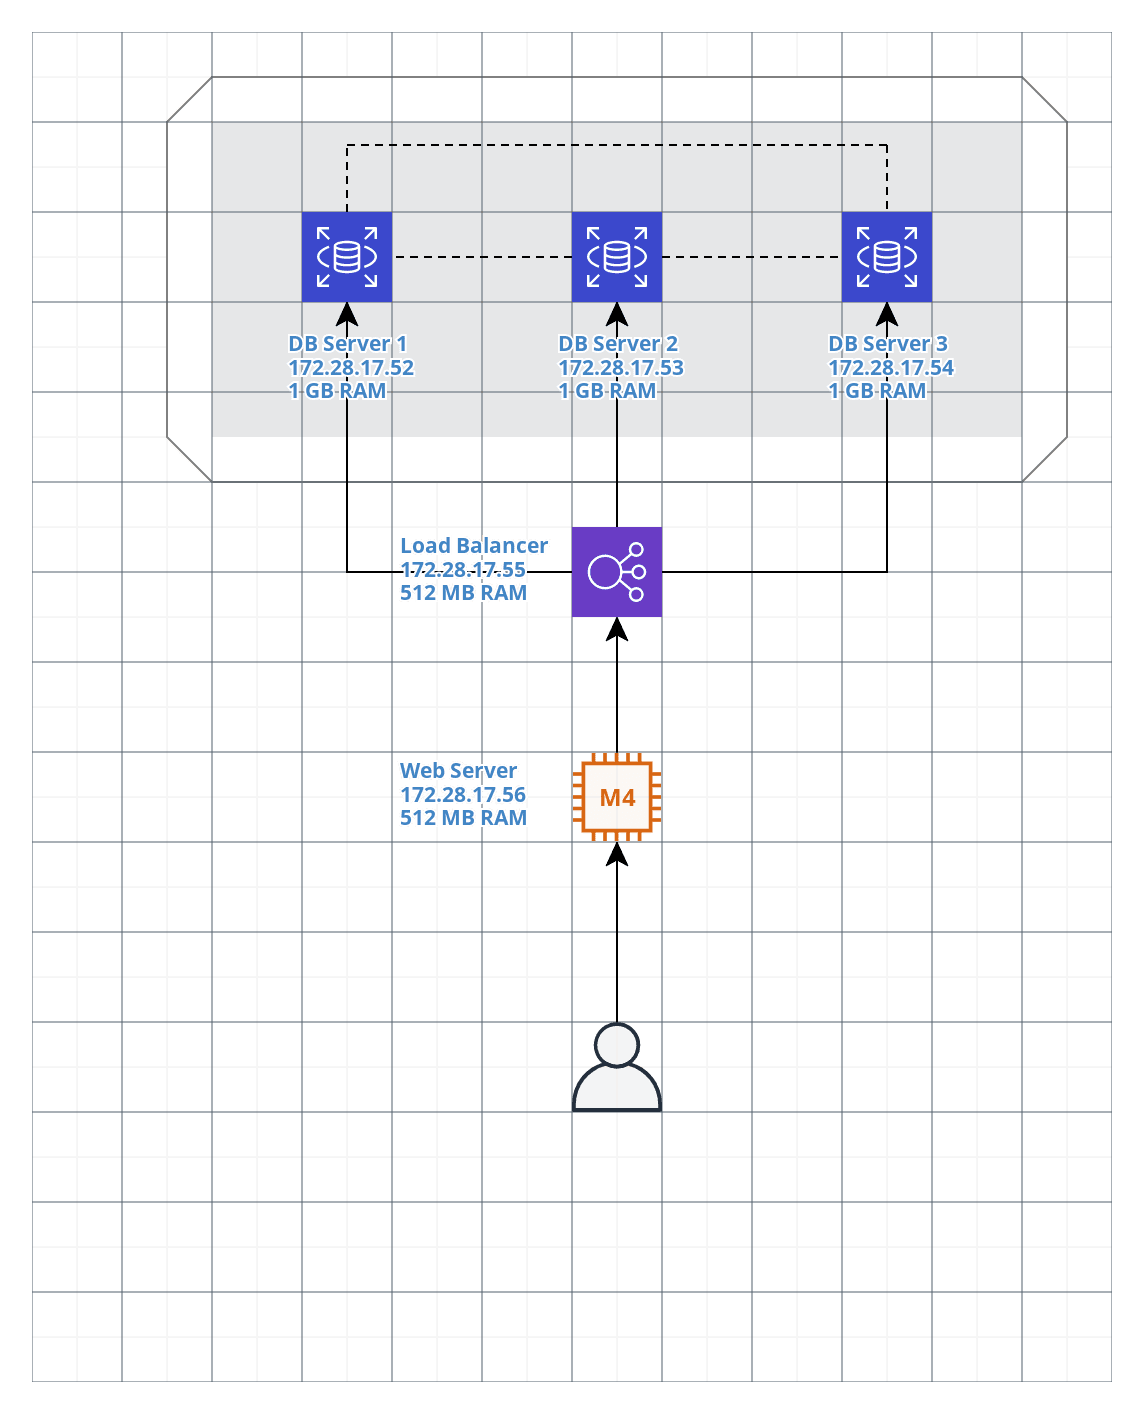 DB Server 1
172.28.17.52
1 GB RAM
DB Server 2
172.28.17.53
1 GB RAM
DB Server 3
172.28.17.54
1 GB RAM
Load Balancer
172.28.17.55
512 MB RAM
Web Server
172.28.17.56
512 MB RAM
M4